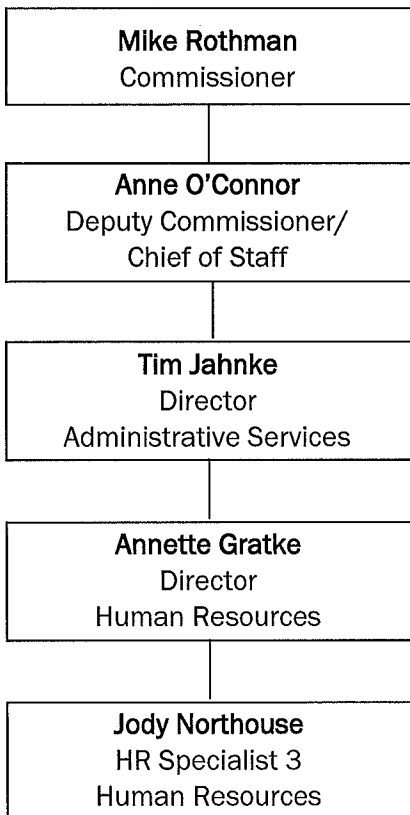 Mike Rothman
Commissioner
Anne O'Connor
Deputy Commissioner/
Chief of Staff
Tim Jahnke
Director
Administrative Services
Annette Gratke
Director
Human Resources
Jody Northouse
HR Specialist 3
Human Resources